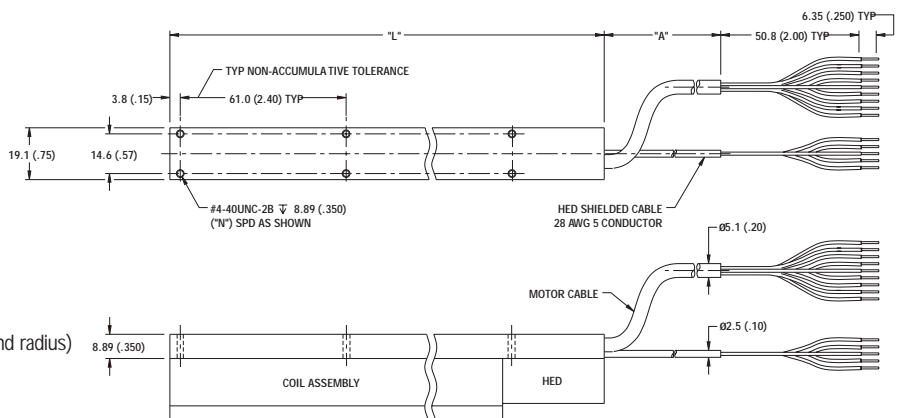 6.35 (.250) TYP
"L"
"A"
50.8 (2.00) TYP
TYP NON-ACCUMULATIVE TOLERANCE
3.8 (.15)
61.0 (2.40) TYP
19.1 (.75)
14.6 (.57)
#4-40UNC-2B ↧ 8.89 (.350)
("N") SPD AS SHOWN
HED SHIELDED CABLE
28 AWG 5 CONDUCTOR
Ø5.1 (.20)
MOTOR CABLE
Ø2.5 (.10)
nd radius)
8.89 (.350)
COIL ASSEMBLY
HED